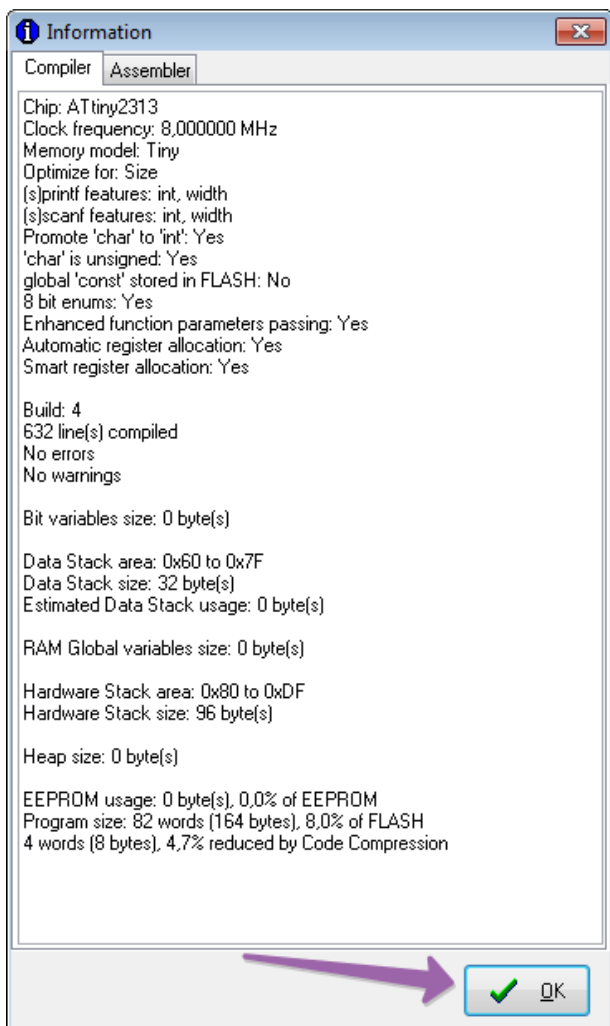 Information
Compiler
Assembler
Chip: ATtiny2313
Clock frequency: 8,000000 MHz
Memory model: Tiny
Optimize for: Size
(s)printf features: int, width
(s)scanf features: int, width
Promote 'char' to 'int': Yes
'char' is unsigned: Yes
global 'const' stored in FLASH: No
8 bit enums: Yes
Enhanced function parameters passing: Yes
Automatic register allocation: Yes
Smart register allocation: Yes
Build: 4
632 line(s) compiled
No errors
No warnings
Bit variables size: 0 byte(s)
Data Stack area: 0x60 to 0x7F
Data Stack size: 32 byte(s)
Estimated Data Stack usage: 0 byte(s)
RAM Global variables size: 0 byte(s)
Hardware Stack area: 0x80 to 0xDF
Hardware Stack size: 96 byte(s)
Heap size: 0 byte(s)
EEPROM usage: 0 byte(s), 0,0% of EEPROM
Program size: 82 words (164 bytes), 8,0% of FLASH
4 words (8 bytes), 4,7% reduced by Code Compression
OK